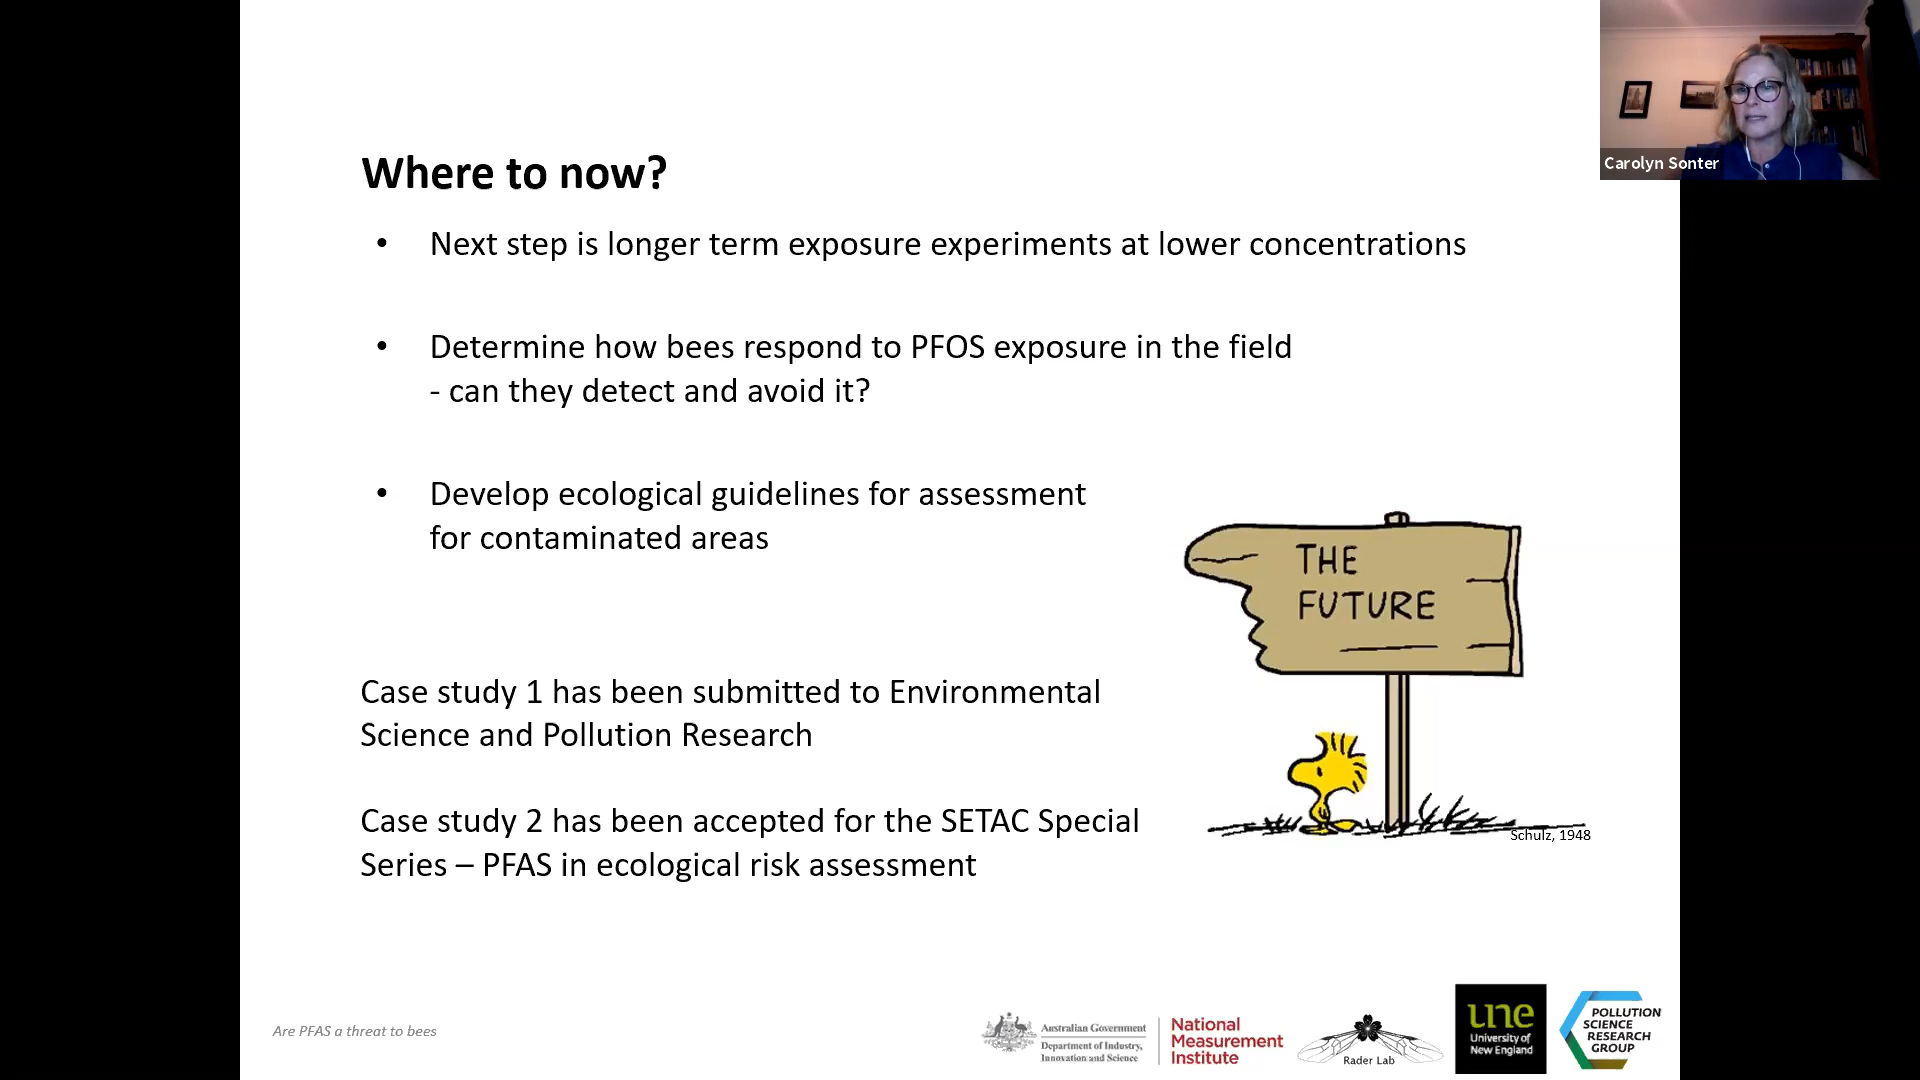 Carolyn Sonter
Where to now?
• Next step is longer term exposure experiments at lower concentrations
• Determine how bees respond to PFOS exposure in the field
- can they detect and avoid it?
• Develop ecological guidelines for assessment
for contaminated areas
THE
FUTURE
Schulz, 1948
Case study 1 has been submitted to Environmental
Science and Pollution Research
Case study 2 has been accepted for the SETAC Special
Series – PFAS in ecological risk assessment
Are PFAS a threat to bees
Australian Government
Department of Industry,
Innovation and Science
National
Measurement
Institute
Rader Lab
une
University of
New England
POLLUTION
SCIENCE
RESEARCH
GROUP